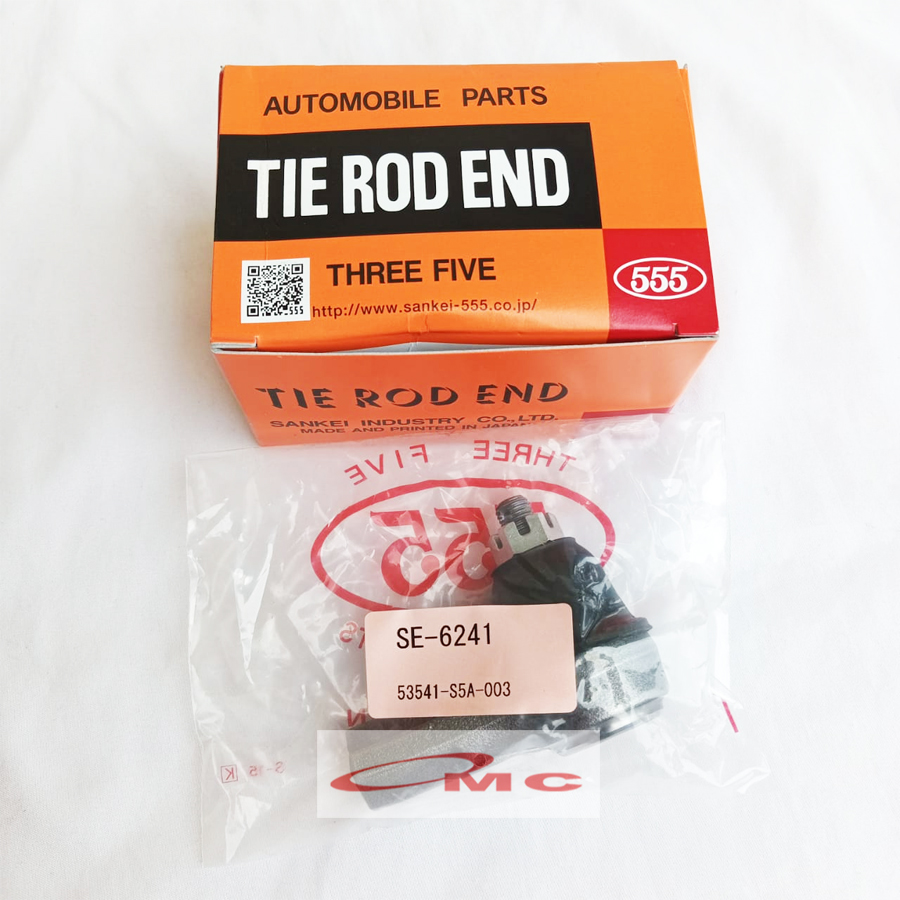 AUTOMOBILE PARTS
TIE ROD END
THREE FIVE
http://www.sankei-555.co.jp/
555
TIE ROD END
SANKEI INDUSTRY CO.,LTD.
MADE AND PRINTED IN JAPAN
THREE FIVE
555
SE-6241
53541-S5A-003
MC